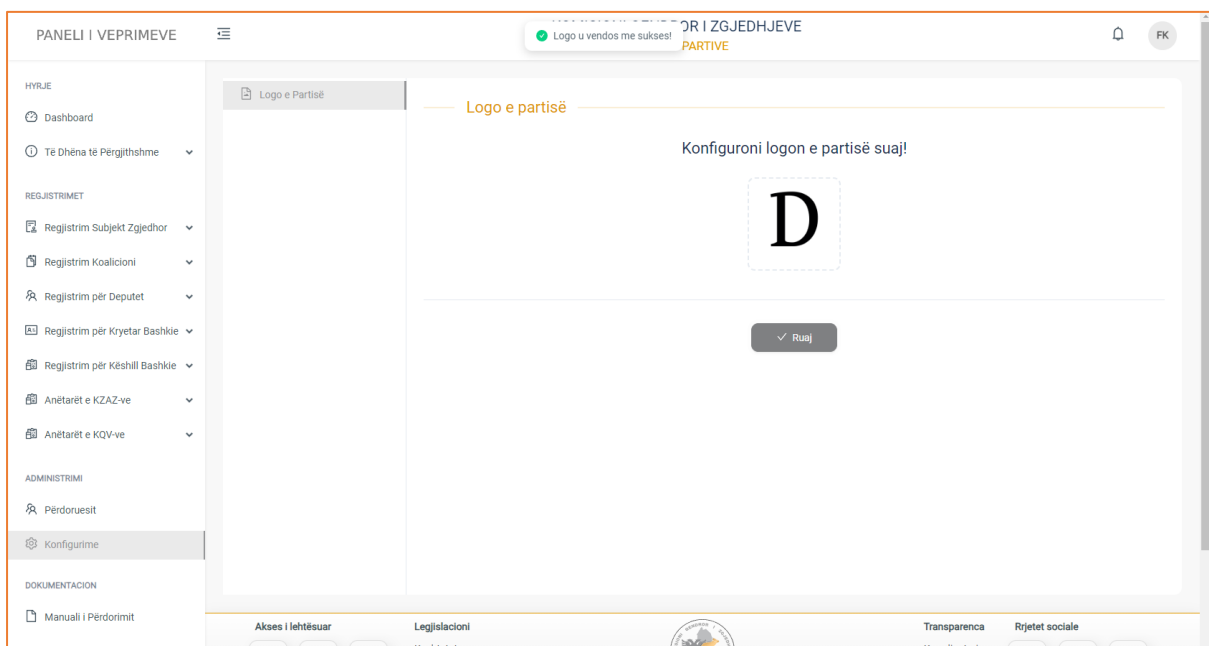 PANELI I VEPRIMEVE
Logo u vendos me sukses!
OR I ZGJEDHJEVE
PARTIVE
FK
HYRJE
Dashboard
Të Dhëna të Përgjithshme
REGJISTRIMET
Regjistrim Subjekt Zgjedhor
Regjistrim Koalicioni
Regjistrim për Deputet
Regjistrim për Kryetar Bashkie
Regjistrim për Këshill Bashkie
Anëtarët e KZAZ-ve
Anëtarët e KQV-ve
ADMINISTRIMI
Përdoruesit
Konfigurime
DOKUMENTACION
Manuali i Përdorimit
Logo e Partisë
Logo e partisë
Konfiguroni logon e partisë suaj!
D
Ruaj
Akses i lehtësuar
Legjislacioni
Transparenca
Rrjetet sociale